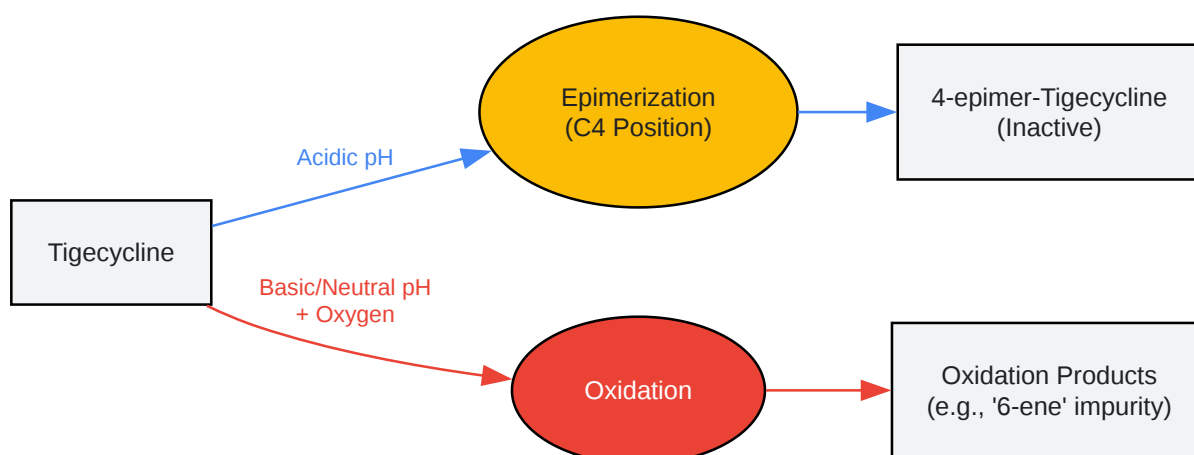 Epimerization
(C4 Position)
4-epimer-Tigecycline
(Inactive)
Acidic pH
Tigecycline
Basic/Neutral pH
+ Oxygen
Oxidation
Oxidation Products
(e.g., '6-ene' impurity)